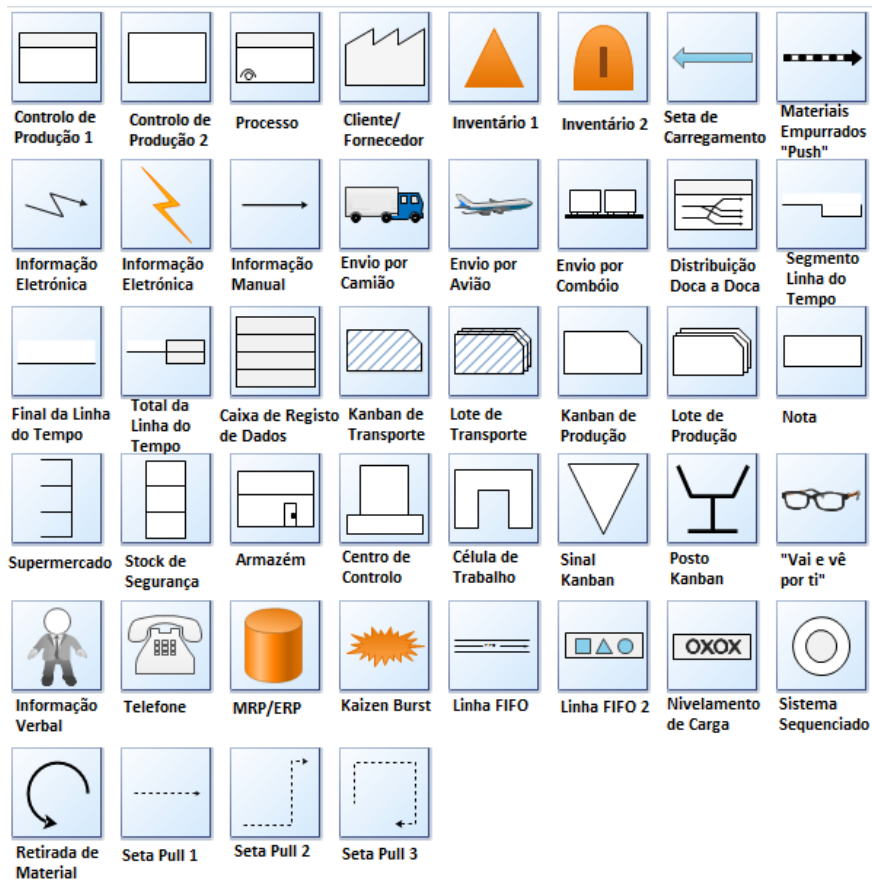 Controlo de
Produção 1
Controlo de
Produção 2
Processo
Cliente/
Fornecedor
Inventário 1
Inventário 2
Seta de
Carregamento
Materiais
Empurrados
"Push"
Informação
Eletrónica
Informação
Eletrónica
Informação
Manual
Envio por
Camião
Envio por
Avião
Envio por
Combóio
Distribuição
Doca a Doca
Segmento
Linha do
Tempo
Final da Linha
do Tempo
Total da
Linha do
Tempo
Caixa de Registo
de Dados
Kanban de
Transporte
Lote de
Transporte
Kanban de
Produção
Lote de
Produção
Nota
Supermercado
Stock de
Segurança
Armazém
Centro de
Controlo
Célula de
Trabalho
Sinal
Kanban
Posto
Kanban
"Vai e vê
por ti"
Informação
Verbal
Telefone
MRP/ERP
Kaizen Burst
Linha FIFO
Linha FIFO 2
OXOX
Nivelamento
de Carga
Sistema
Sequenciado
Retirada de
Material
Seta Pull 1
Seta Pull 2
Seta Pull 3